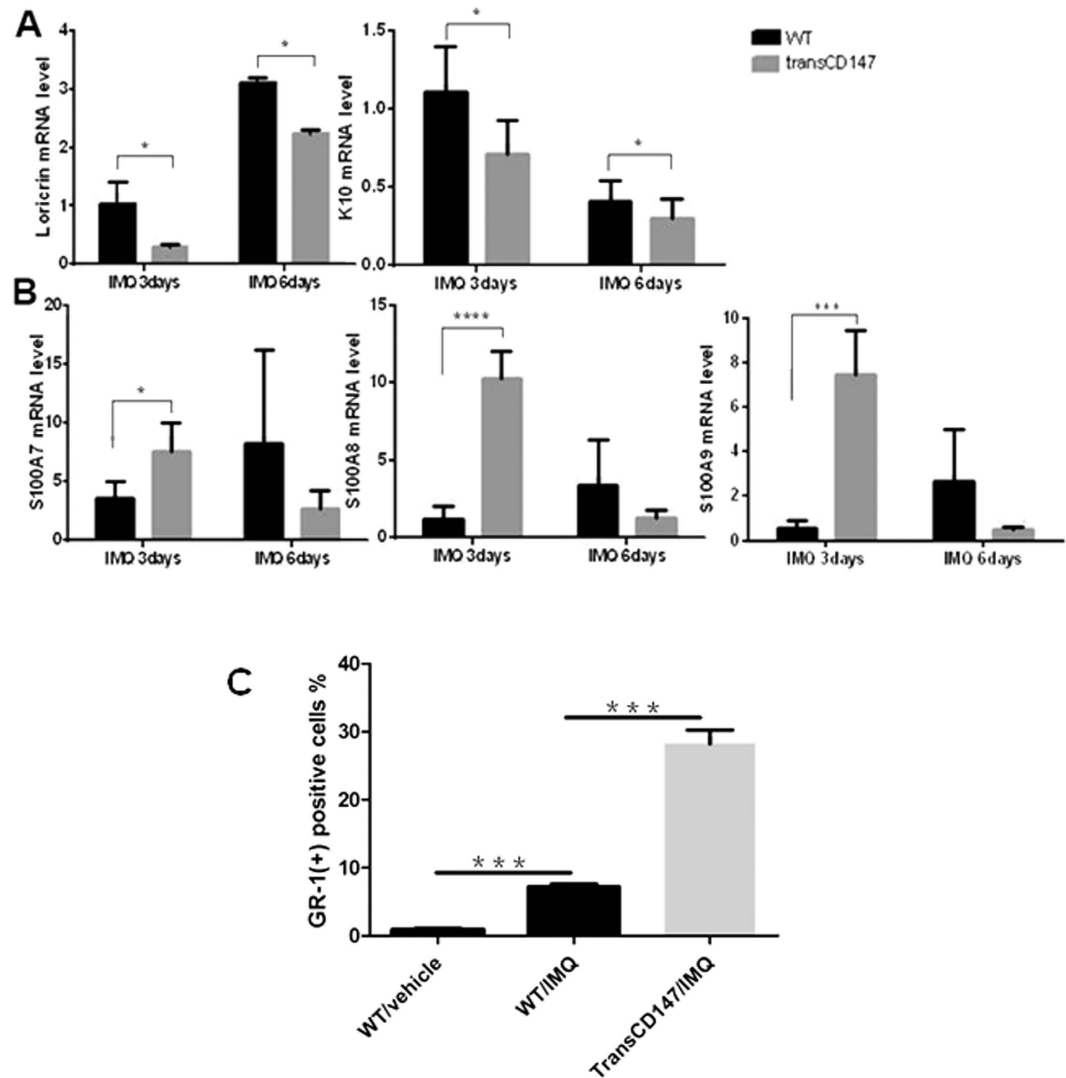 A
Loricrin mRNA level
4
3
2
1
0
*
*
IMQ 3days
IMQ 6days
K10 mRNA level
1.5
1.0
0.5
0.0
*
*
IMQ 3days
IMQ 6days
WT
transCD147
B
S100A7 mRNA level
20
15
10
5
0
*
IMQ 3days
IMQ 6days
S100A8 mRNA level
15
10
5
0
****
IMQ 3days
IMQ 6days
S100A9 mRNA level
10
8
6
4
2
0
***
IMQ 3days
IMQ 6days
C
GR-1(+) positive cells %
40
30
20
10
0
***
***
WT/vehicle
WT/IMQ
TransCD147/IMQ